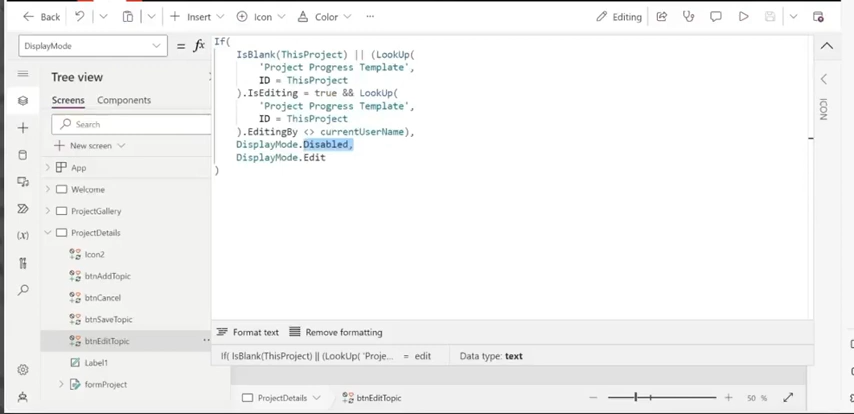 Back
Insert
Icon
Color
Editing
DisplayMode
= fx
If(
IsBlank(ThisProject) || (LookUp(
'Project Progress Template',
ID = ThisProject
).IsEditing = true && LookUp(
'Project Progress Template',
ID = ThisProject
).EditingBy <> currentUserName),
DisplayMode.Disabled,
DisplayMode.Edit
)
Tree view
Screens Components
Search
New screen
App
Welcome
ProjectGallery
ProjectDetails
Icon2
btnAddTopic
btnCancel
btnSaveTopic
btnEditTopic
Label1
formProject
ICON
Format text Remove formatting
If( IsBlank(ThisProject) || (LookUp( 'Proje... = edit Data type: text
ProjectDetails btnEditTopic
50 %